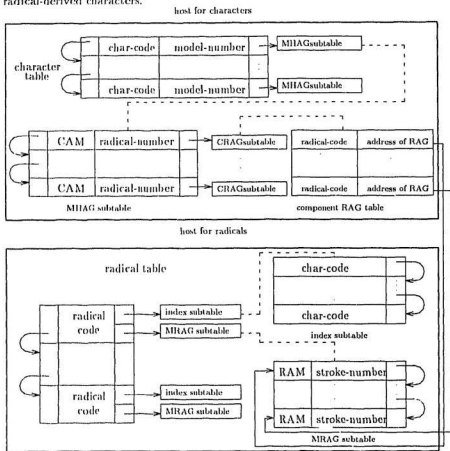 radical-derived characters.
host for characters
character table
char-code model-number MHAGsubtable
char-code model-number MHAGsubtable
CAM radical-number CRAGsubtable radical-code address of RAG
CAM radical-number CRAGsubtable radical-code address of RAG
MHAG subtable component RAG table
host for radicals
radical table
char-code
char-code
index subtable
radical code index subtable
MRAG subtable
radical code index subtable
MRAG subtable
RAM stroke-number
RAM stroke-number
MRAG subtable